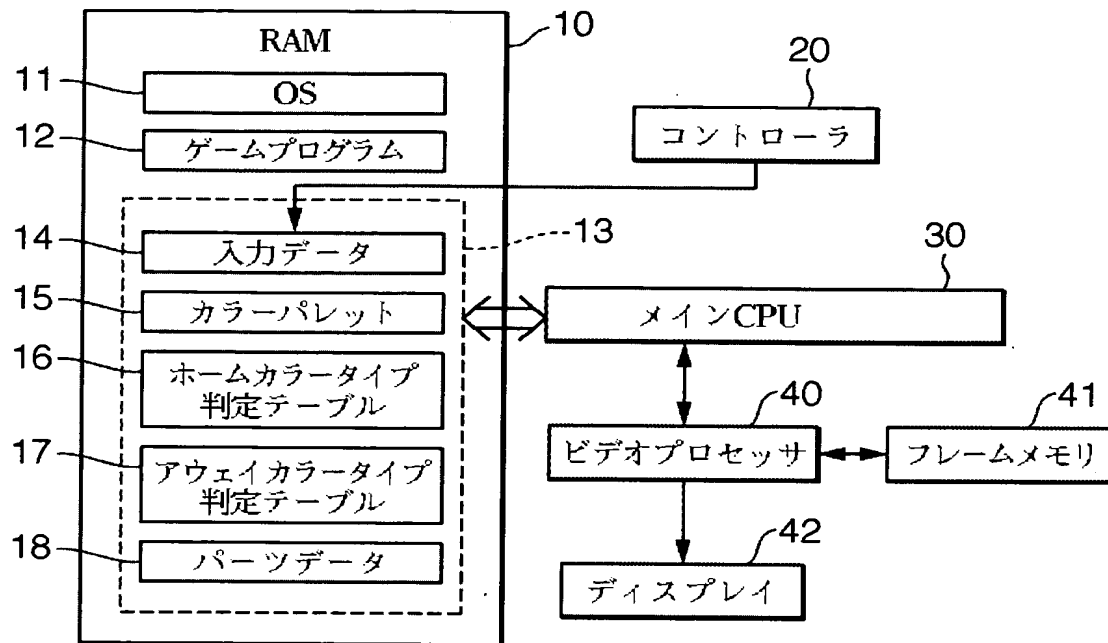 RAM
10
11
OS
12
ゲームプログラム
20
コントローラ
13
14
入力データ
15
カラーパレット
16
ホームカラータイプ
判定テーブル
17
アウェイカラータイプ
判定テーブル
18
パーツデータ
30
メインCPU
40
ビデオプロセッサ
41
フレームメモリ
42
ディスプレイ